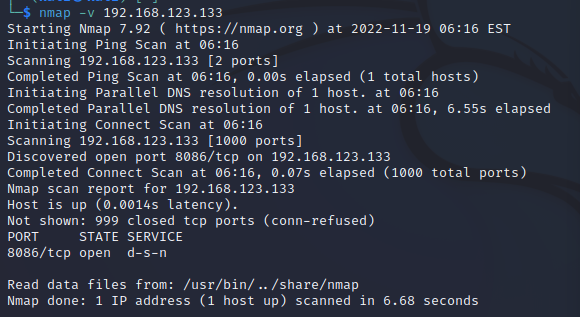 $ nmap -v 192.168.123.133
Starting Nmap 7.92 ( https://nmap.org ) at 2022-11-19 06:16 EST
Initiating Ping Scan at 06:16
Scanning 192.168.123.133 [2 ports]
Completed Ping Scan at 06:16, 0.00s elapsed (1 total hosts)
Initiating Parallel DNS resolution of 1 host. at 06:16
Completed Parallel DNS resolution of 1 host. at 06:16, 6.55s elapsed
Initiating Connect Scan at 06:16
Scanning 192.168.123.133 [1000 ports]
Discovered open port 8086/tcp on 192.168.123.133
Completed Connect Scan at 06:16, 0.07s elapsed (1000 total ports)
Nmap scan report for 192.168.123.133
Host is up (0.0014s latency).
Not shown: 999 closed tcp ports (conn-refused)
PORT     STATE SERVICE
8086/tcp open  d-s-n
Read data files from: /usr/bin/../share/nmap
Nmap done: 1 IP address (1 host up) scanned in 6.68 seconds